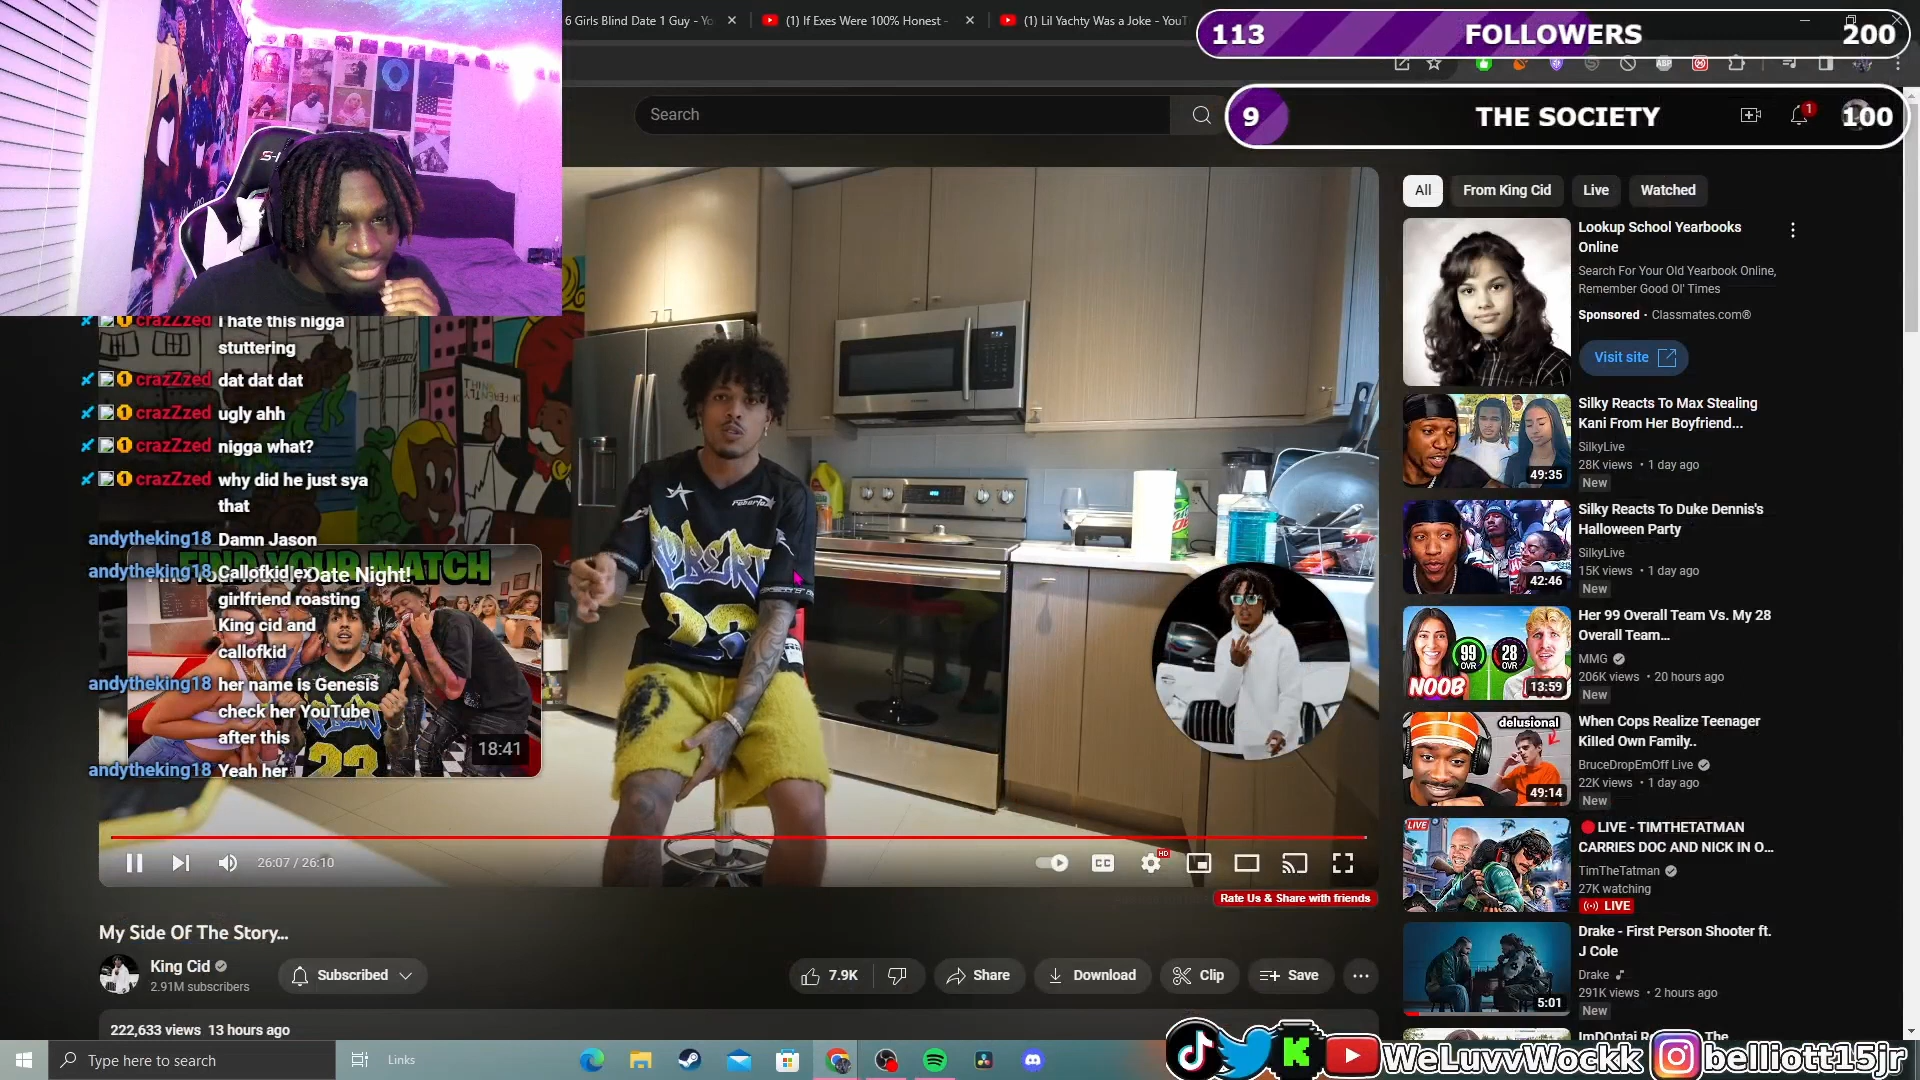 6 Girls Blind Date 1 Guy - Yo
(1) If Exes Were 100% Honest -
(1) Lil Yachty Was a Joke - YouT
113 FOLLOWERS 200
Search
9 THE SOCIETY 100
1
All
From King Cid
Live
Watched
Lookup School Yearbooks
Online
Search For Your Old Yearbook Online,
Remember Good Ol' Times
Sponsored · Classmates.com®
Visit site
crazZzed I hate this nigga
stuttering
crazZzed dat dat dat
crazZzed ugly ahh
crazZzed nigga what?
crazZzed why did he just sya
that
andytheking18 Damn Jason
andytheking18 Callofkid ex
girlfriend roasting
King cid and
callofkid
andytheking18 her name is Genesis
check her YouTube
after this
andytheking18 Yeah her
FIND YOUR MATCH
Date Night!
18:41
23
26:07 / 26:10
CC
HD
Rate Us & Share with friends
My Side Of The Story...
King Cid
2.91M subscribers
Subscribed
7.9K
Share
Download
Clip
Save
222,633 views 13 hours ago
Silky Reacts To Max Stealing
Kani From Her Boyfriend...
SilkyLive
28K views · 1 day ago
New
49:35
Silky Reacts To Duke Dennis's
Halloween Party
SilkyLive
15K views · 1 day ago
New
42:46
Her 99 Overall Team Vs. My 28
Overall Team...
MMG
206K views · 20 hours ago
New
99
OVR
28
OVR
NOOB
13:59
When Cops Realize Teenager
Killed Own Family..
BruceDropEmOff Live
22K views · 1 day ago
New
delusional
49:14
LIVE - TIMTHETATMAN
CARRIES DOC AND NICK IN O...
TimTheTatman
27K watching
LIVE
LIVE
Drake - First Person Shooter ft.
J Cole
Drake
291K views · 2 hours ago
New
5:01
Type here to search
Links
WeLuvvWockk
belliott15jr